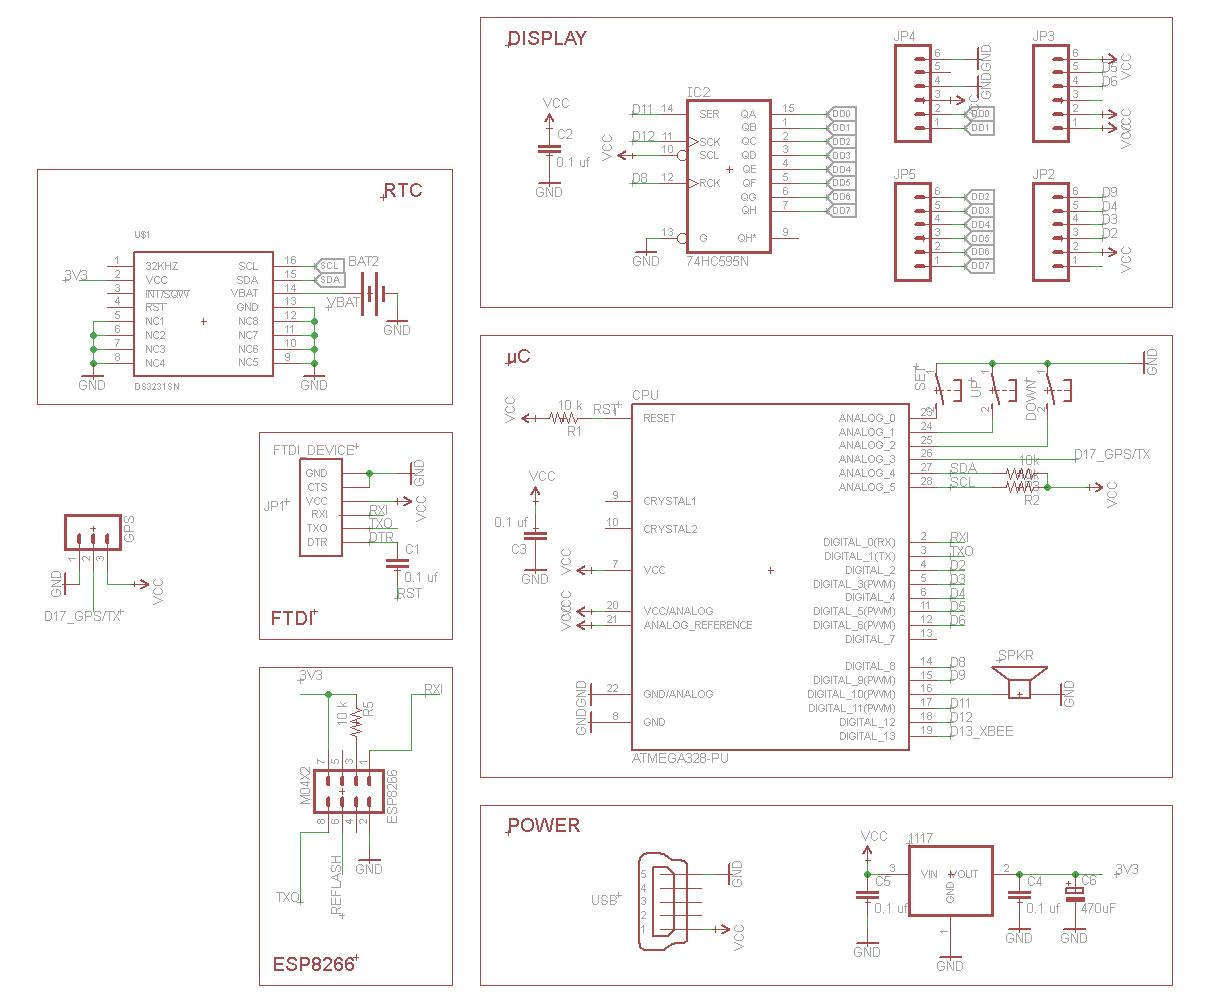 DISPLAY
IC2
VCC
C2
0.1 uf
GND
VCC
D11
14
SER
D12
11
SCK
10
SCL
D8
12
RCK
13
G
GND
QA
15
DD0
QB
1
DD1
QC
2
DD2
QD
3
DD3
QE
4
DD4
QF
5
DD5
QG
6
DD6
QH
7
DD7
QH*
9
74HC595N
JP4
6
GND
5
4
GND
3
2
DD0
1
DD1
JP3
6
VCC
5
D5
4
D6
3
2
1
VCC
JP5
6
DD2
5
DD3
4
DD4
3
DD5
2
DD6
1
DD7
JP2
6
D9
5
D4
4
D3
3
D2
2
VCC
1
RTC
U$1
3V3
1
32KHZ
2
VCC
3
INT/SQW
4
RST
5
NC1
6
NC2
7
NC3
8
NC4
GND
DS3231SN
SCL
16
SCL
SDA
15
SDA
VBAT
14
GND
13
NC8
12
NC7
11
NC6
10
NC5
9
GND
BAT2
VBAT
GND
µC
CPU
VCC
10 k
R1
RST
RESET
VCC
0.1 uf
C3
GND
9
CRYSTAL1
10
CRYSTAL2
VCC
7
VCC
VCC
20
VCC/ANALOG
VCC
21
ANALOG_REFERENCE
GND
22
GND/ANALOG
GND
8
GND
ATMEGA328-PU
ANALOG_0
23
ANALOG_1
24
ANALOG_2
25
ANALOG_3
26
D17_GPS/TX
ANALOG_4
27
SDA
10k
ANALOG_5
28
SCL
R2
VCC
SET
1
2
UP
1
2
DOWN
1
2
GND
DIGITAL_0(RX)
2
RXI
DIGITAL_1(TX)
3
TXO
DIGITAL_2
4
D2
DIGITAL_3(PWM)
5
D3
DIGITAL_4
6
D4
DIGITAL_5(PWM)
11
D5
DIGITAL_6(PWM)
12
D6
DIGITAL_7
13
DIGITAL_8
14
D8
DIGITAL_9(PWM)
15
D9
DIGITAL_10(PWM)
16
DIGITAL_11(PWM)
17
D11
DIGITAL_12
18
D12
DIGITAL_13
19
D13_XBEE
SPKR
GND
FTDI_DEVICE
JP1
GND
CTS
VCC
RXI
TXO
DTR
GND
VCC
RXI
TXO
DTR
C1
0.1 uf
RST
FTDI
GPS
1
2
3
GND
VCC
D17_GPS/TX
3V3
RXI
10 k
R5
7
5
3
1
M04X2
ESP8266
8
6
4
2
GND
TXO
REFLASH
ESP8266
POWER
USB
5
4
3
2
1
GND
VCC
VCC
C5
0.1 uf
GND
1117
3
VIN
VOUT
2
GND
1
GND
C4
0.1 uf
GND
C6
470uF
GND
3V3